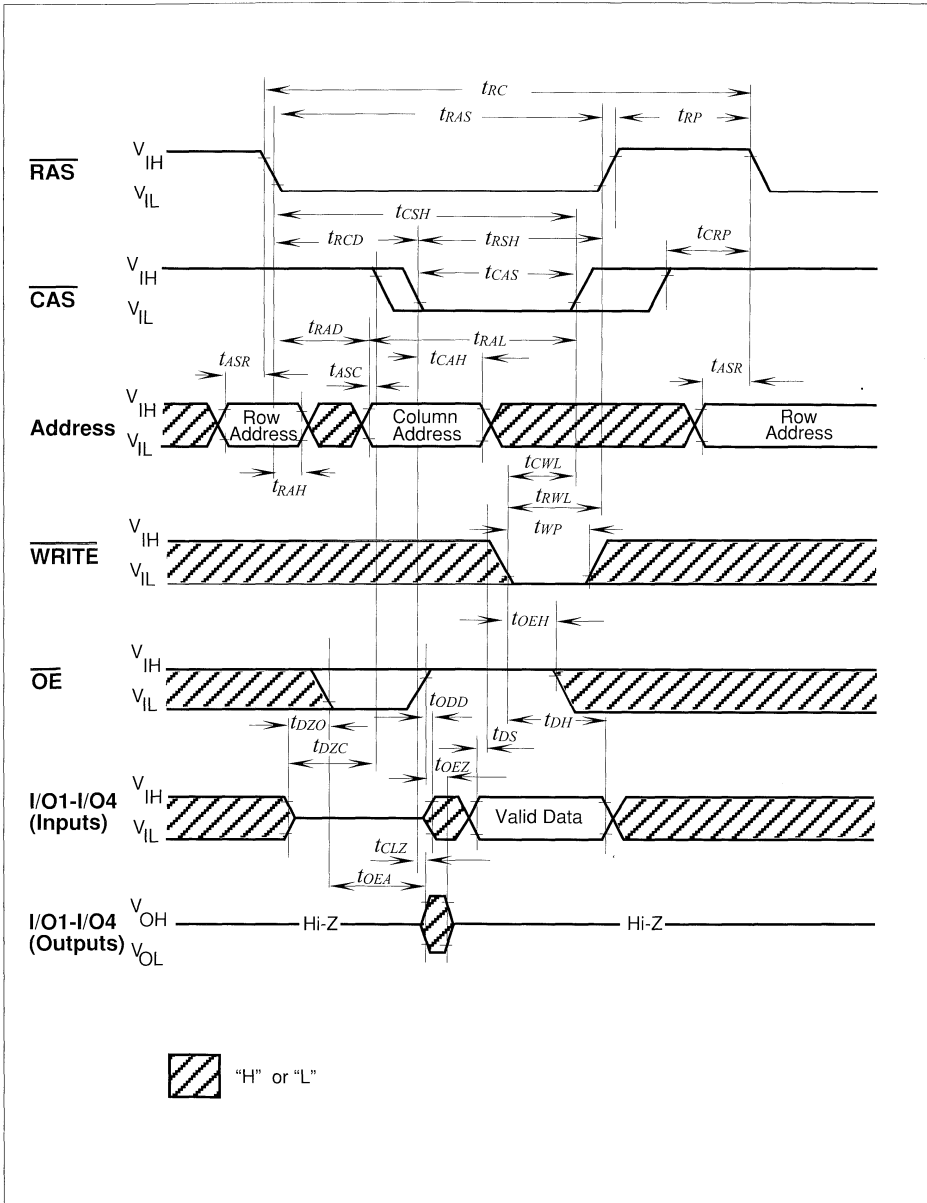 tRC
tRAS
tRP
RAS
VIH
VIL
tCSH
tRCD
tRSH
tCRP
CAS
VIH
VIL
tCAS
tRAD
tRAL
tASR
tASC
tCAH
tASR
Address
VIH
VIL
Row
Address
Column
Address
Row
Address
tRAH
tCWL
tRWL
tWP
WRITE
VIH
VIL
tOEH
OE
VIH
VIL
tODD
tDZO
tDH
tDS
tDZC
tOEZ
I/O1-I/O4
(Inputs)
VIH
VIL
Valid Data
tCLZ
tOEA
I/O1-I/O4
(Outputs)
VOH
VOL
Hi-Z
Hi-Z
"H" or "L"